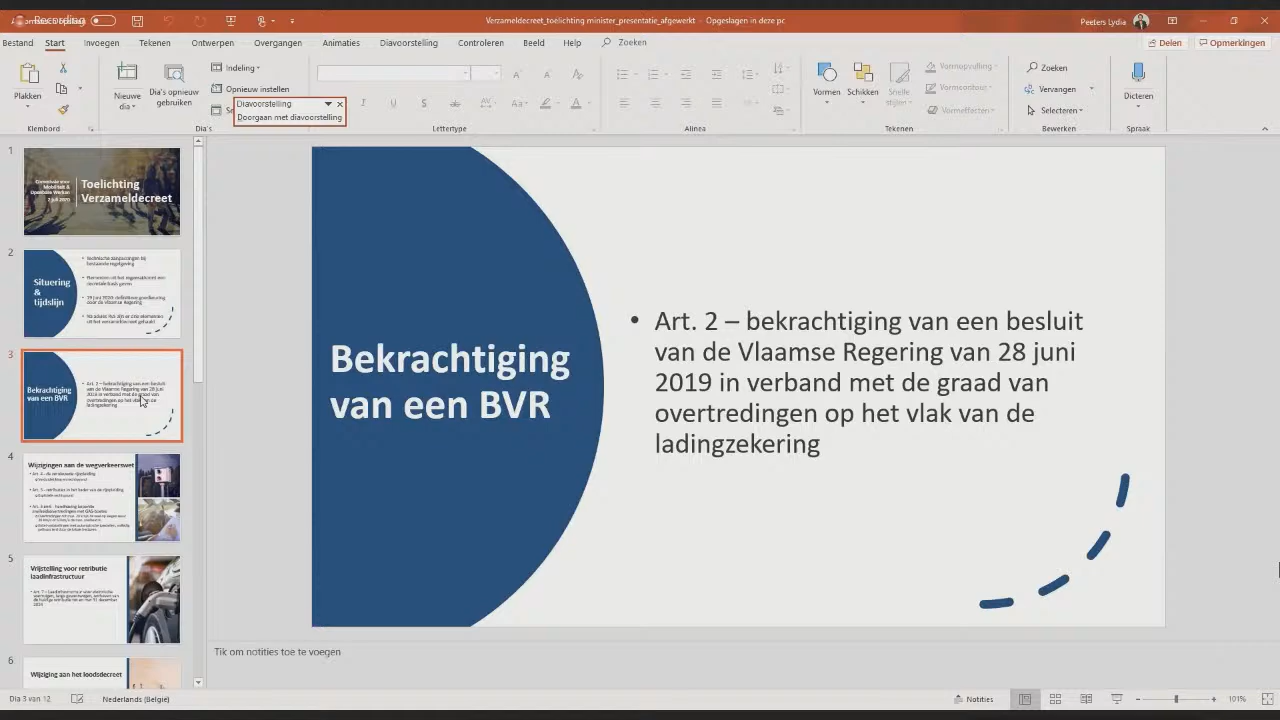 Recording
Verzameldecreet_toelichting minister_presentatie_afgewerkt – Opgeslagen in deze pc
Peeters Lydia
Bestand Start Invoegen Tekenen Ontwerpen Overgangen Animaties Diavoorstelling Controleren Beeld Help Zoeken
Delen Opmerkingen
Plakken
Nieuwe dia
Dia's opnieuw gebruiken
Indeling
Opnieuw instellen
Diavoorstelling
Doorgaan met diavoorstelling
Vormen
Schikken
Snelle stijlen
Vormopvulling
Vormcontour
Vormeffecten
Zoeken
Vervangen
Selecteren
Dicteren
Klembord Dia's Lettertype Alinea Tekenen Bewerken Spraak
1
Toelichting
Verzameldecreet
2
Situering
&
tijdslijn
3
Bekrachtiging
van een BVR
4
Wijzigingen aan de wegverkeerswet
5
Vrijstelling voor retributie
laadinfrastructuur
6
Wijziging aan het loodsdecreet
Bekrachtiging
van een BVR
• Art. 2 – bekrachtiging van een besluit
van de Vlaamse Regering van 28 juni
2019 in verband met de graad van
overtredingen op het vlak van de
ladingzekering
Tik om notities toe te voegen
Dia 3 van 12 Nederlands (België) Notities 101%